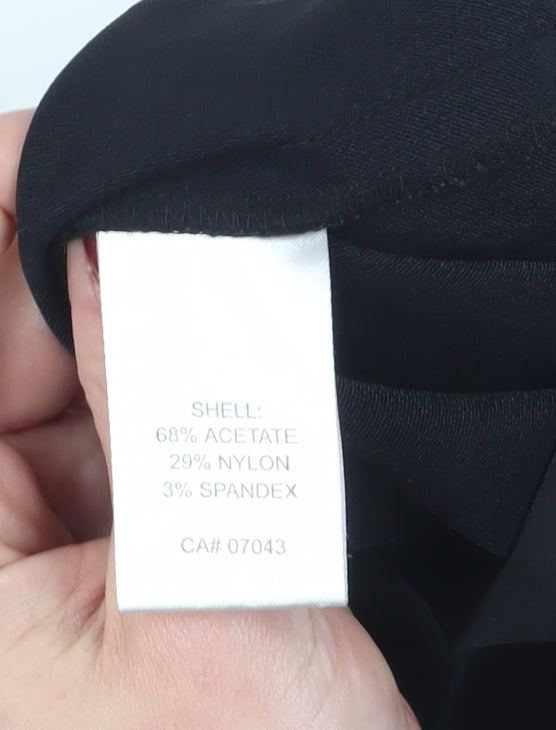 SHELL:
68% ACETATE
29% NYLON
3% SPANDEX
CA# 07043